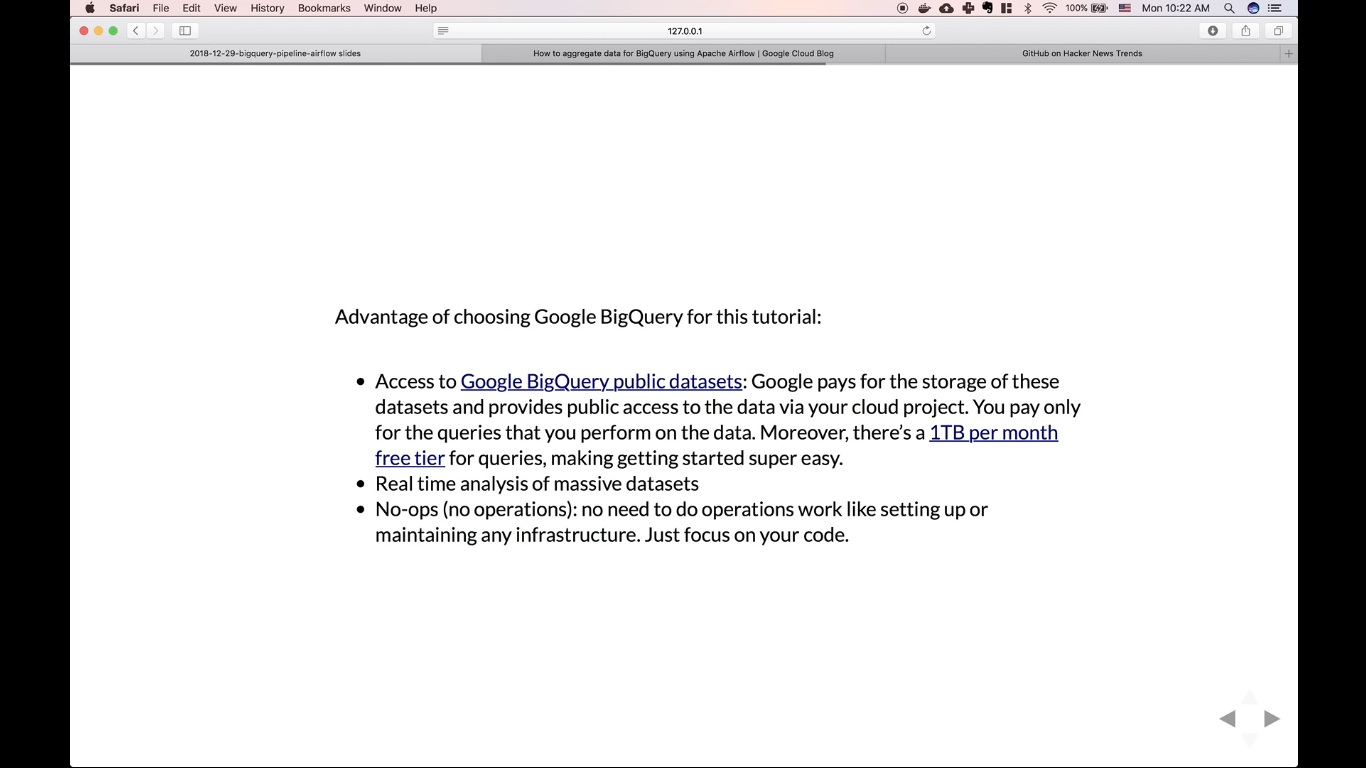 Safari File Edit View History Bookmarks Window Help 100% Mon 10:22 AM
127.0.0.1
2018-12-29-bigquery-pipeline-airflow slides How to aggregate data for BigQuery using Apache Airflow | Google Cloud Blog GitHub on Hacker News Trends
Advantage of choosing Google BigQuery for this tutorial:
• Access to Google BigQuery public datasets: Google pays for the storage of these
datasets and provides public access to the data via your cloud project. You pay only
for the queries that you perform on the data. Moreover, there's a 1TB per month
free tier for queries, making getting started super easy.
• Real time analysis of massive datasets
• No-ops (no operations): no need to do operations work like setting up or
maintaining any infrastructure. Just focus on your code.